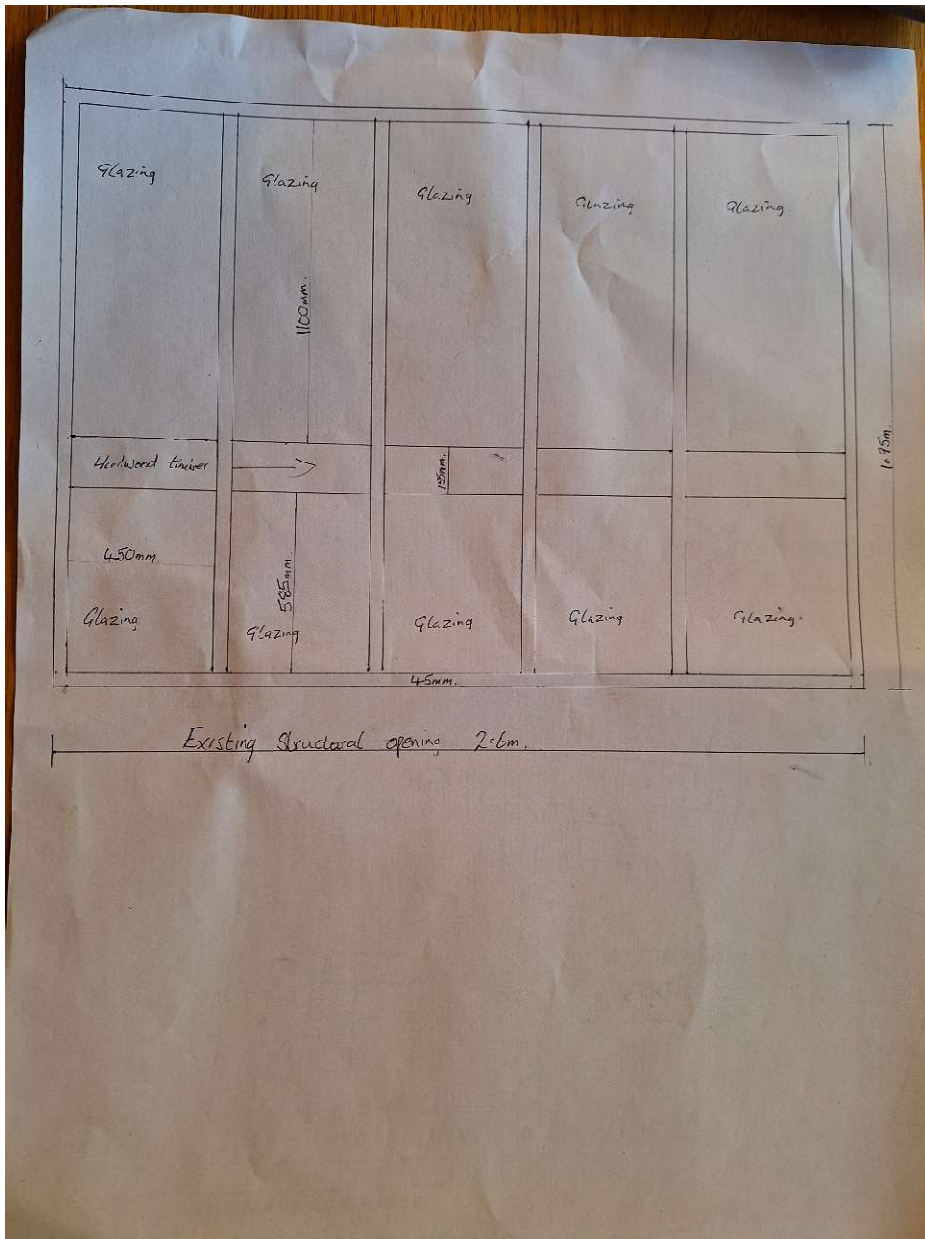 Glazing
Glazing
Glazing
Glazing
Glazing.
1100mm.
1.95m.
Hardwood timber
15mm.
450mm.
585mm.
Glazing
Glazing
Glazing
Glazing
Glazing.
45mm.
Existing Structural opening 2.6m.